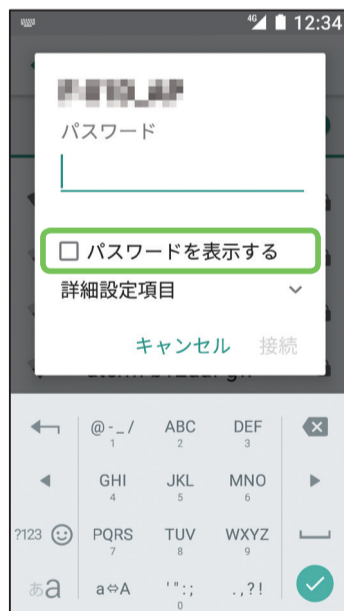 4G 12:34
パスワード
パスワードを表示する
詳細設定項目
キャンセル 接続
@-_/ ABC DEF
1 2 3
GHI JKL MNO
4 5 6
?123 PQRS TUV WXYZ
7 8 9
あa a⇔A '":; .,?!
0